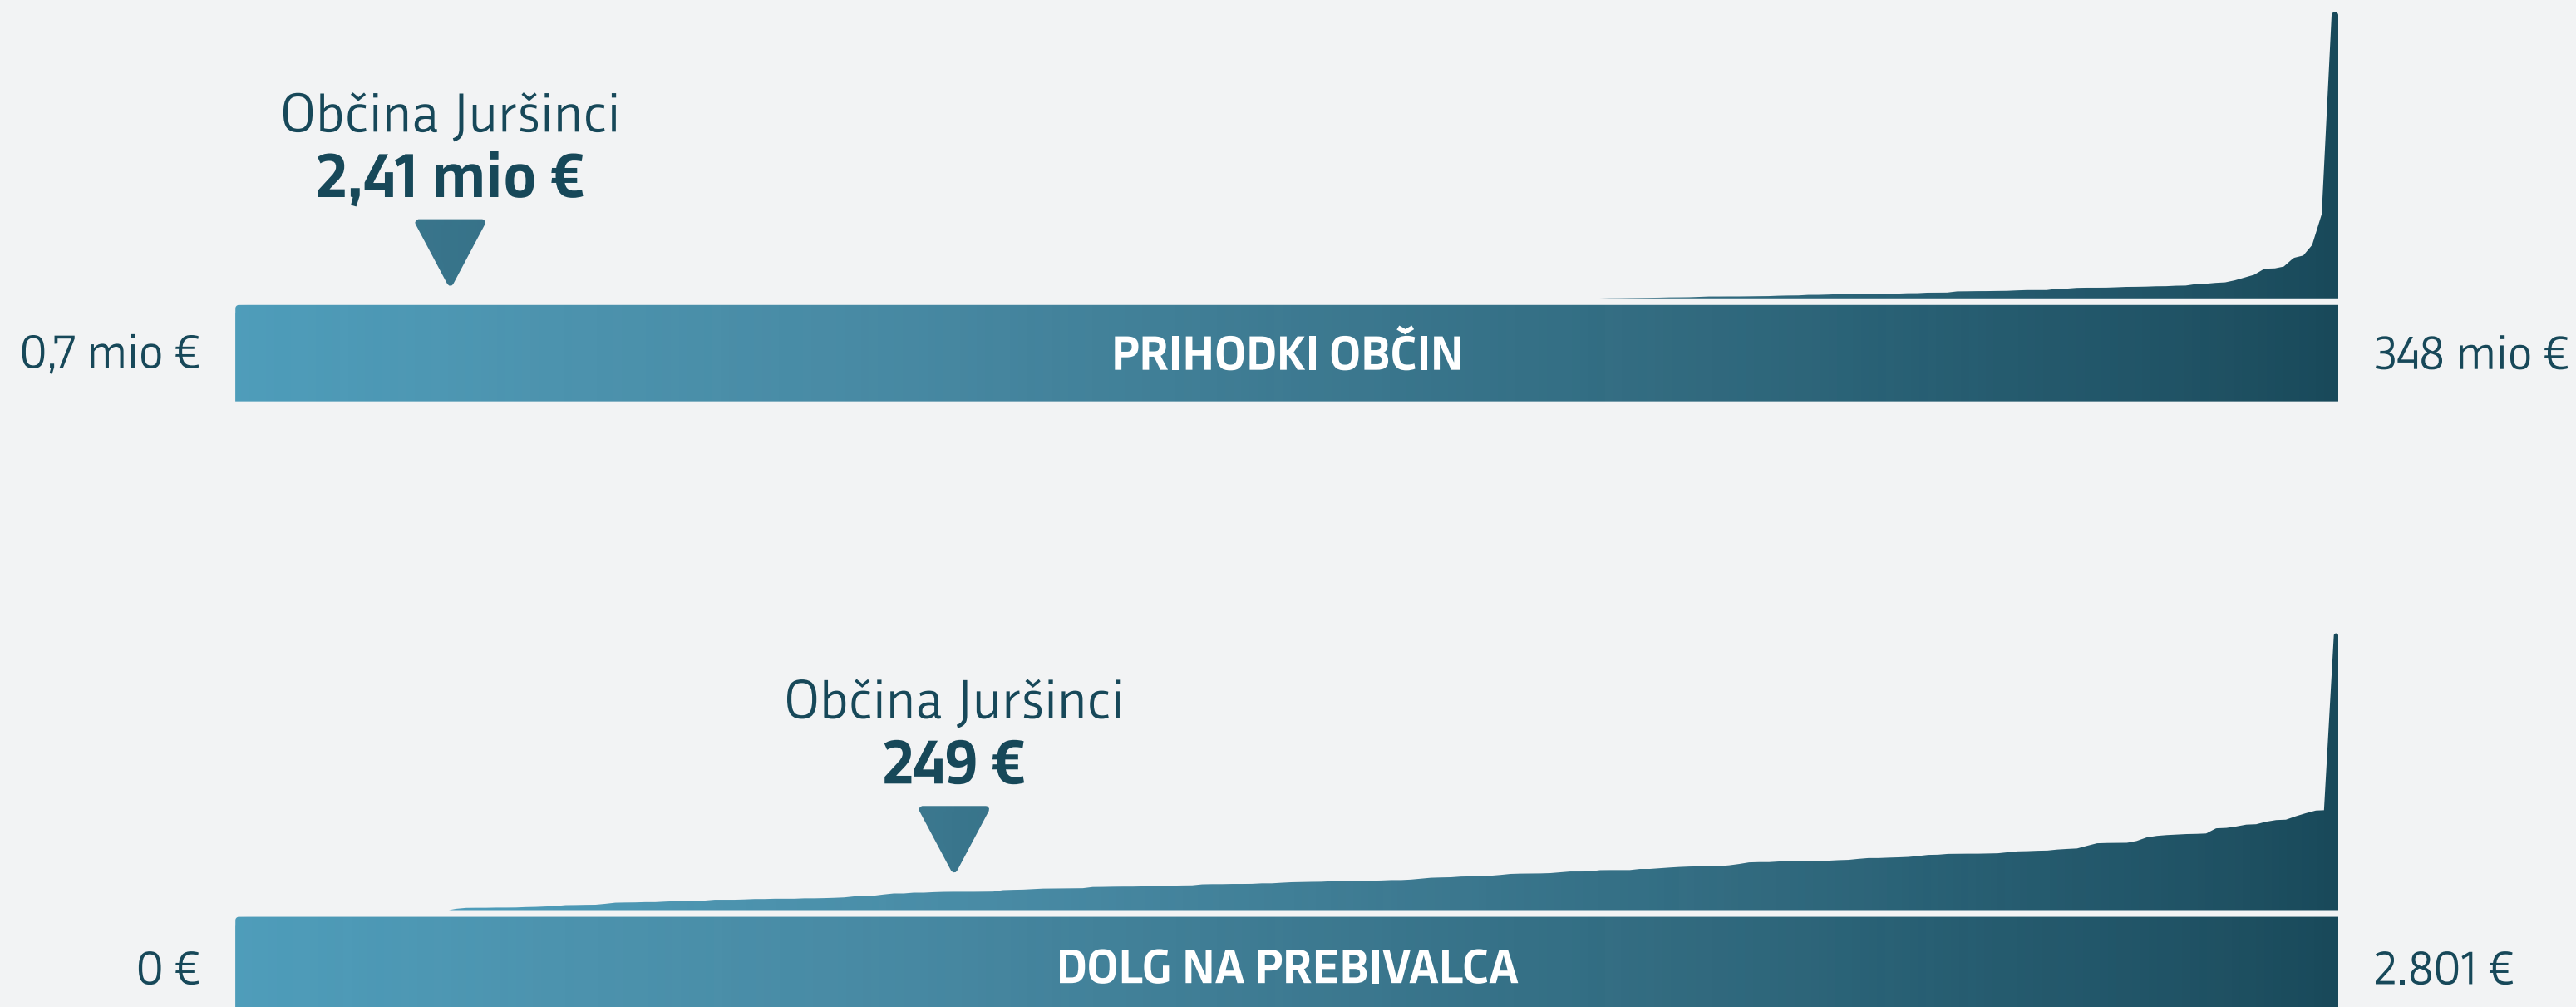 Občina Juršinci
2,41 mio €
0,7 mio €
PRIHODKI OBČIN
348 mio €
Občina Juršinci
249 €
0 €
DOLG NA PREBIVALCA
2.801 €